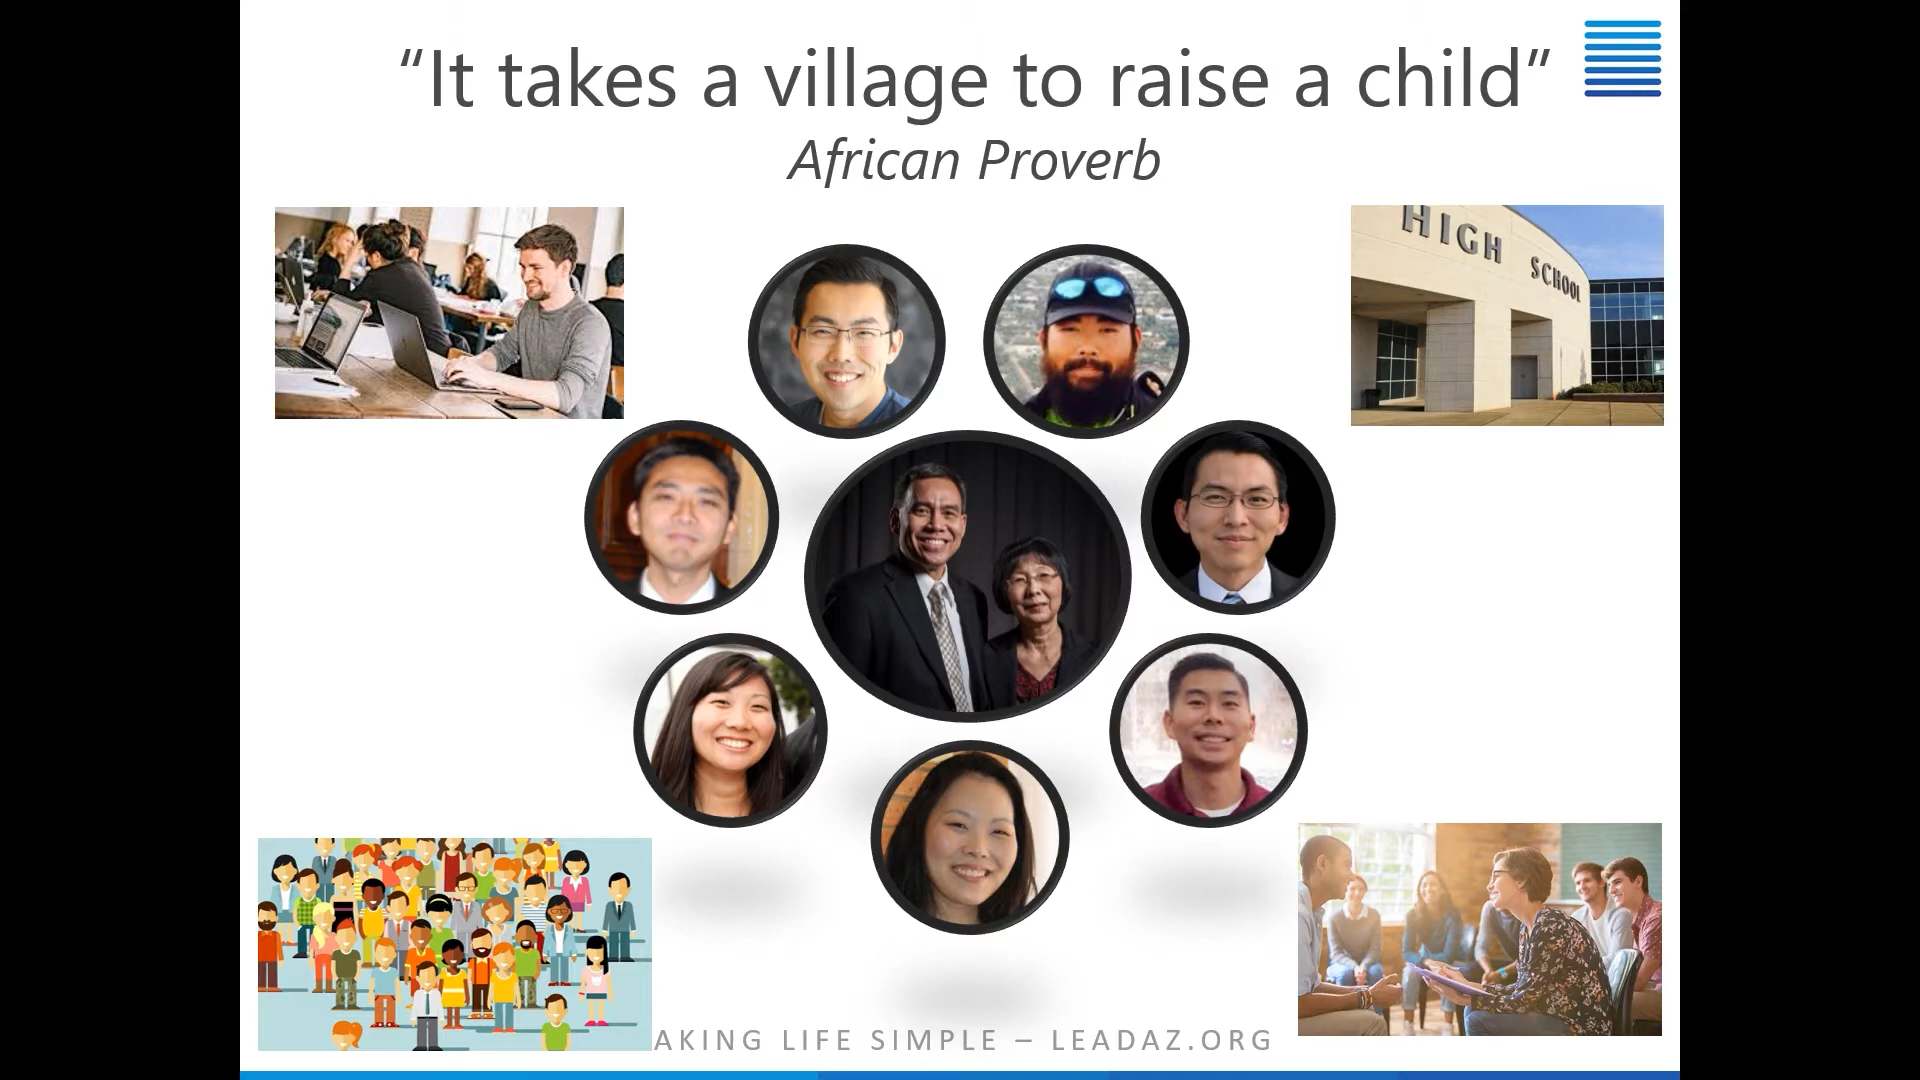 “It takes a village to raise a child”
African Proverb
HIGH SCHOOL
AKING LIFE SIMPLE – LEADAZ.ORG